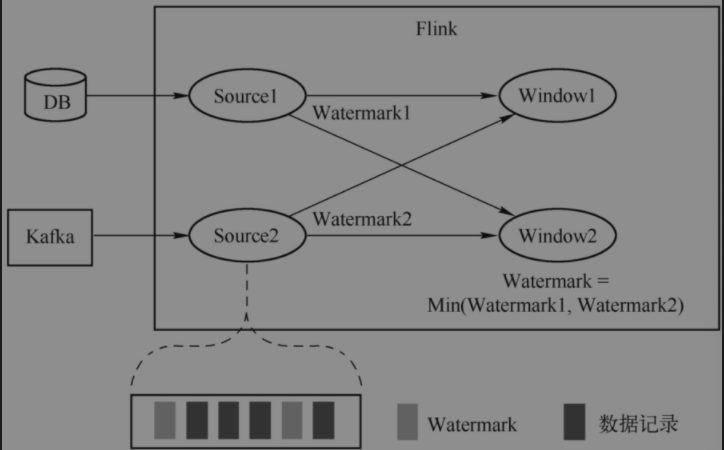 Flink
DB
Source1
Window1
Watermark1
Kafka
Source2
Watermark2
Window2
Watermark =
Min(Watermark1, Watermark2)
Watermark
数据记录